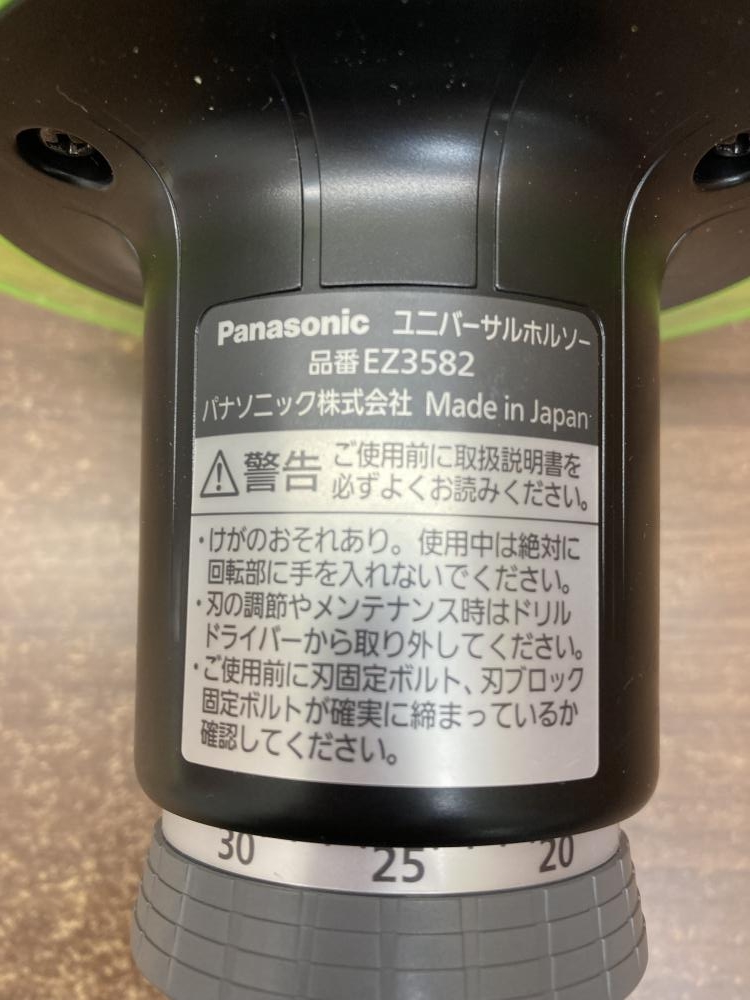 Panasonic ユニバーサルホルソー
品番EZ3582
パナソニック株式会社 Made in Japan
警告 ご使用前に取扱説明書を
必ずよくお読みください。
・けがのおそれあり。使用中は絶対に
回転部に手を入れないでください。
・刃の調節やメンテナンス時はドリル
ドライバーから取り外してください。
・ご使用前に刃固定ボルト、刃ブロック
固定ボルトが確実に締まっているか
確認してください。
30 25 20